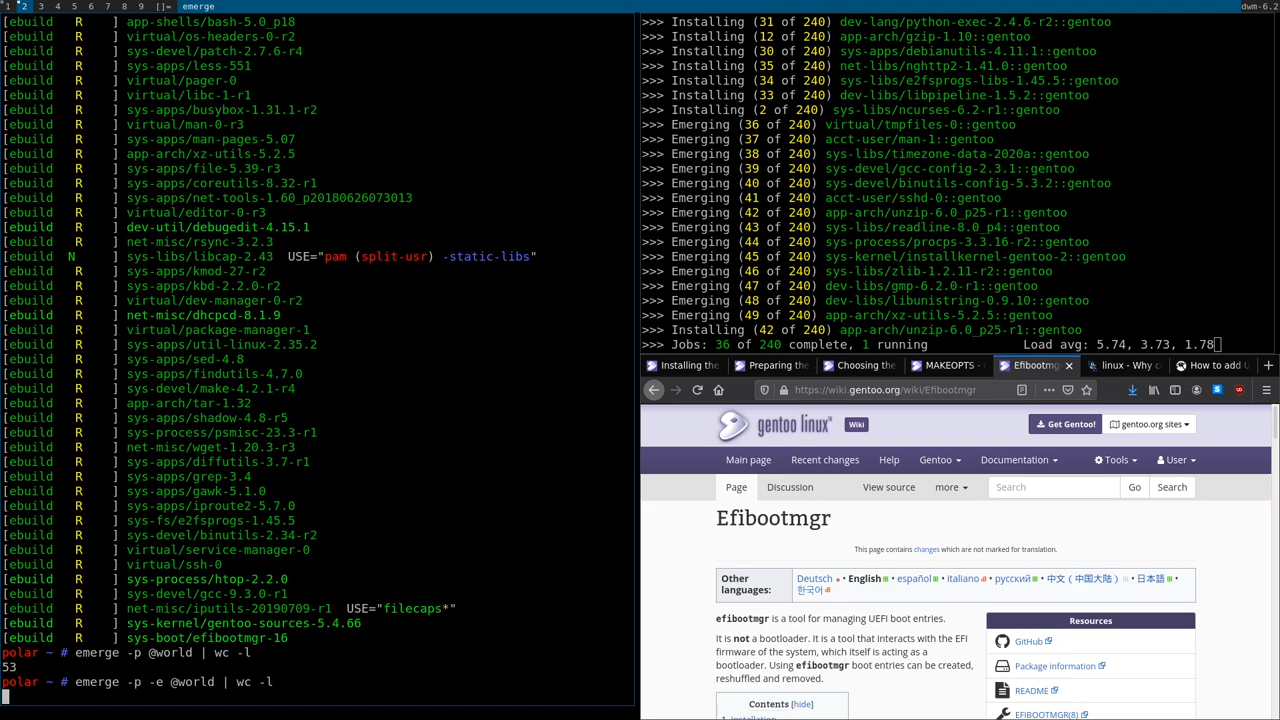 1 2 3 4 5 6 7 8 9 []= emerge dwm-6.2
[ebuild R ] app-shells/bash-5.0_p18
[ebuild R ] virtual/os-headers-0-r2
[ebuild R ] sys-devel/patch-2.7.6-r4
[ebuild R ] sys-apps/less-551
[ebuild R ] virtual/pager-0
[ebuild R ] virtual/libc-1-r1
[ebuild R ] sys-apps/busybox-1.31.1-r2
[ebuild R ] virtual/man-0-r3
[ebuild R ] sys-apps/man-pages-5.07
[ebuild R ] app-arch/xz-utils-5.2.5
[ebuild R ] sys-apps/file-5.39-r3
[ebuild R ] sys-apps/coreutils-8.32-r1
[ebuild R ] sys-apps/net-tools-1.60_p20180626073013
[ebuild R ] virtual/editor-0-r3
[ebuild R ] dev-util/debugedit-4.15.1
[ebuild R ] net-misc/rsync-3.2.3
[ebuild N ] sys-libs/libcap-2.43 USE="pam (split-usr) -static-libs"
[ebuild R ] sys-apps/kmod-27-r2
[ebuild R ] sys-apps/kbd-2.2.0-r2
[ebuild R ] virtual/dev-manager-0-r2
[ebuild R ] net-misc/dhcpcd-8.1.9
[ebuild R ] virtual/package-manager-1
[ebuild R ] sys-apps/util-linux-2.35.2
[ebuild R ] sys-apps/sed-4.8
[ebuild R ] sys-apps/findutils-4.7.0
[ebuild R ] sys-devel/make-4.2.1-r4
[ebuild R ] app-arch/tar-1.32
[ebuild R ] sys-apps/shadow-4.8-r5
[ebuild R ] sys-process/psmisc-23.3-r1
[ebuild R ] net-misc/wget-1.20.3-r3
[ebuild R ] sys-apps/diffutils-3.7-r1
[ebuild R ] sys-apps/grep-3.4
[ebuild R ] sys-apps/gawk-5.1.0
[ebuild R ] sys-apps/iproute2-5.7.0
[ebuild R ] sys-fs/e2fsprogs-1.45.5
[ebuild R ] sys-devel/binutils-2.34-r2
[ebuild R ] virtual/service-manager-0
[ebuild R ] virtual/ssh-0
[ebuild R ] sys-process/htop-2.2.0
[ebuild R ] sys-devel/gcc-9.3.0-r1
[ebuild R ] net-misc/iputils-20190709-r1 USE="filecaps*"
[ebuild R ] sys-kernel/gentoo-sources-5.4.66
[ebuild R ] sys-boot/efibootmgr-16
polar ~ # emerge -p @world | wc -l
53
polar ~ # emerge -p -e @world | wc -l
>>> Installing (31 of 240) dev-lang/python-exec-2.4.6-r2::gentoo
>>> Installing (12 of 240) app-arch/gzip-1.10::gentoo
>>> Installing (30 of 240) sys-apps/debianutils-4.11.1::gentoo
>>> Installing (35 of 240) net-libs/nghttp2-1.41.0::gentoo
>>> Installing (34 of 240) sys-libs/e2fsprogs-libs-1.45.5::gentoo
>>> Installing (33 of 240) dev-libs/libpipeline-1.5.2::gentoo
>>> Installing (2 of 240) sys-libs/ncurses-6.2-r1::gentoo
>>> Emerging (36 of 240) virtual/tmpfiles-0::gentoo
>>> Emerging (37 of 240) acct-user/man-1::gentoo
>>> Emerging (38 of 240) sys-libs/timezone-data-2020a::gentoo
>>> Emerging (39 of 240) sys-devel/gcc-config-2.3.1::gentoo
>>> Emerging (40 of 240) sys-devel/binutils-config-5.3.2::gentoo
>>> Emerging (41 of 240) acct-user/sshd-0::gentoo
>>> Emerging (42 of 240) app-arch/unzip-6.0_p25-r1::gentoo
>>> Emerging (43 of 240) sys-libs/readline-8.0_p4::gentoo
>>> Emerging (44 of 240) sys-process/procps-3.3.16-r2::gentoo
>>> Emerging (45 of 240) sys-kernel/installkernel-gentoo-2::gentoo
>>> Emerging (46 of 240) sys-libs/zlib-1.2.11-r2::gentoo
>>> Emerging (47 of 240) dev-libs/gmp-6.2.0-r1::gentoo
>>> Emerging (48 of 240) dev-libs/libunistring-0.9.10::gentoo
>>> Emerging (49 of 240) app-arch/xz-utils-5.2.5::gentoo
>>> Installing (42 of 240) app-arch/unzip-6.0_p25-r1::gentoo
>>> Jobs: 36 of 240 complete, 1 running Load avg: 5.74, 3.73, 1.78
Installing the Preparing the Choosing the MAKEOPTS - Efibootmgr linux - Why c How to add U
https://wiki.gentoo.org/wiki/Efibootmgr
gentoo linux Wiki Get Gentoo! gentoo.org sites
Main page Recent changes Help Gentoo Documentation Tools User
Page Discussion View source more Search Go Search
Efibootmgr
This page contains changes which are not marked for translation.
Other languages: Deutsch • English • español • italiano • русский • 中文（中国大陆） • 日本語 •
한국어
efibootmgr is a tool for managing UEFI boot entries.
It is not a bootloader. It is a tool that interacts with the EFI
firmware of the system, which itself is acting as a
bootloader. Using efibootmgr boot entries can be created,
reshuffled and removed.
Contents [hide]
1 Installation
Resources
GitHub
Package information
README
EFIBOOTMGR(8)